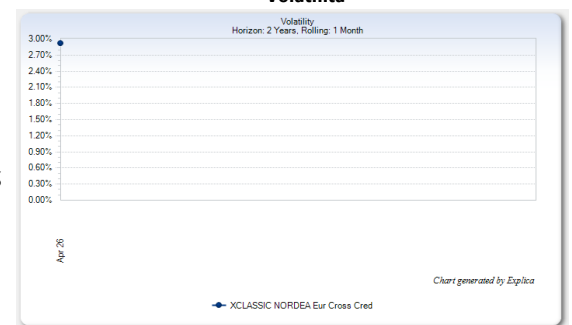 Volatility
Horizon: 2 Years, Rolling: 1 Month
3.00%
2.70%
2.40%
2.10%
1.80%
1.50%
1.20%
0.90%
0.60%
0.30%
0.00%
Apr 26
Chart generated by Explica
XCLASSIC NORDEA Eur Cross Cred